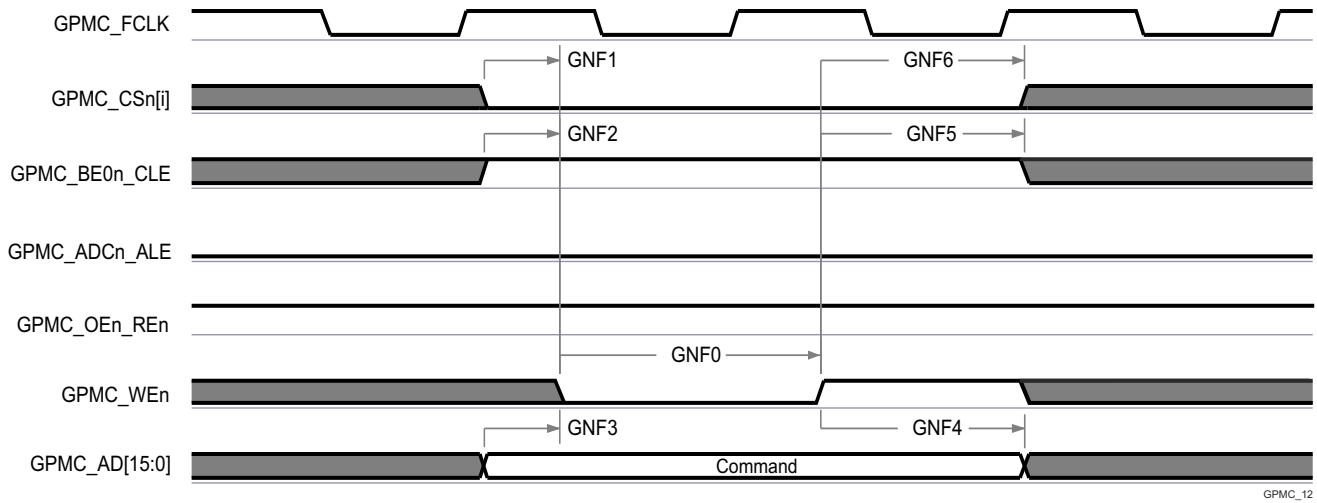 GPMC_FCLK
GNF1
GNF6
GPMC_CSn[i]
GNF2
GNF5
GPMC_BE0n_CLE
GPMC_ADCn_ALE
GPMC_OEn_REn
GNF0
GPMC_WEn
GNF3
GNF4
GPMC_AD[15:0]
Command
GPMC_12